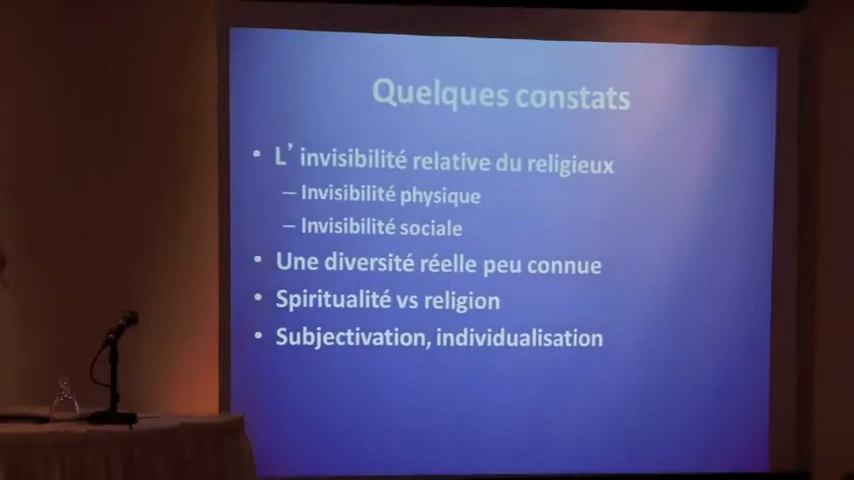 Quelques constats
• L’ invisibilité relative du religieux
– Invisibilité physique
– Invisibilité sociale
• Une diversité réelle peu connue
• Spiritualité vs religion
• Subjectivation, individualisation